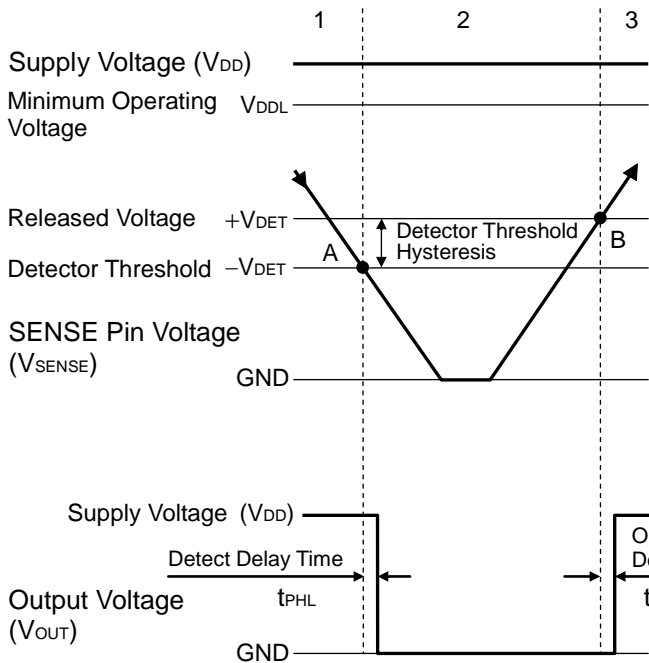 1 2 3
Supply Voltage (VDD)
Minimum Operating
Voltage
VDDL
Released Voltage +VDET
Detector Threshold
Hysteresis
A
B
Detector Threshold −VDET
SENSE Pin Voltage
(VSENSE)
GND
Supply Voltage (VDD)
Detect Delay Time
tPHL
Output Voltage
(VOUT)
GND